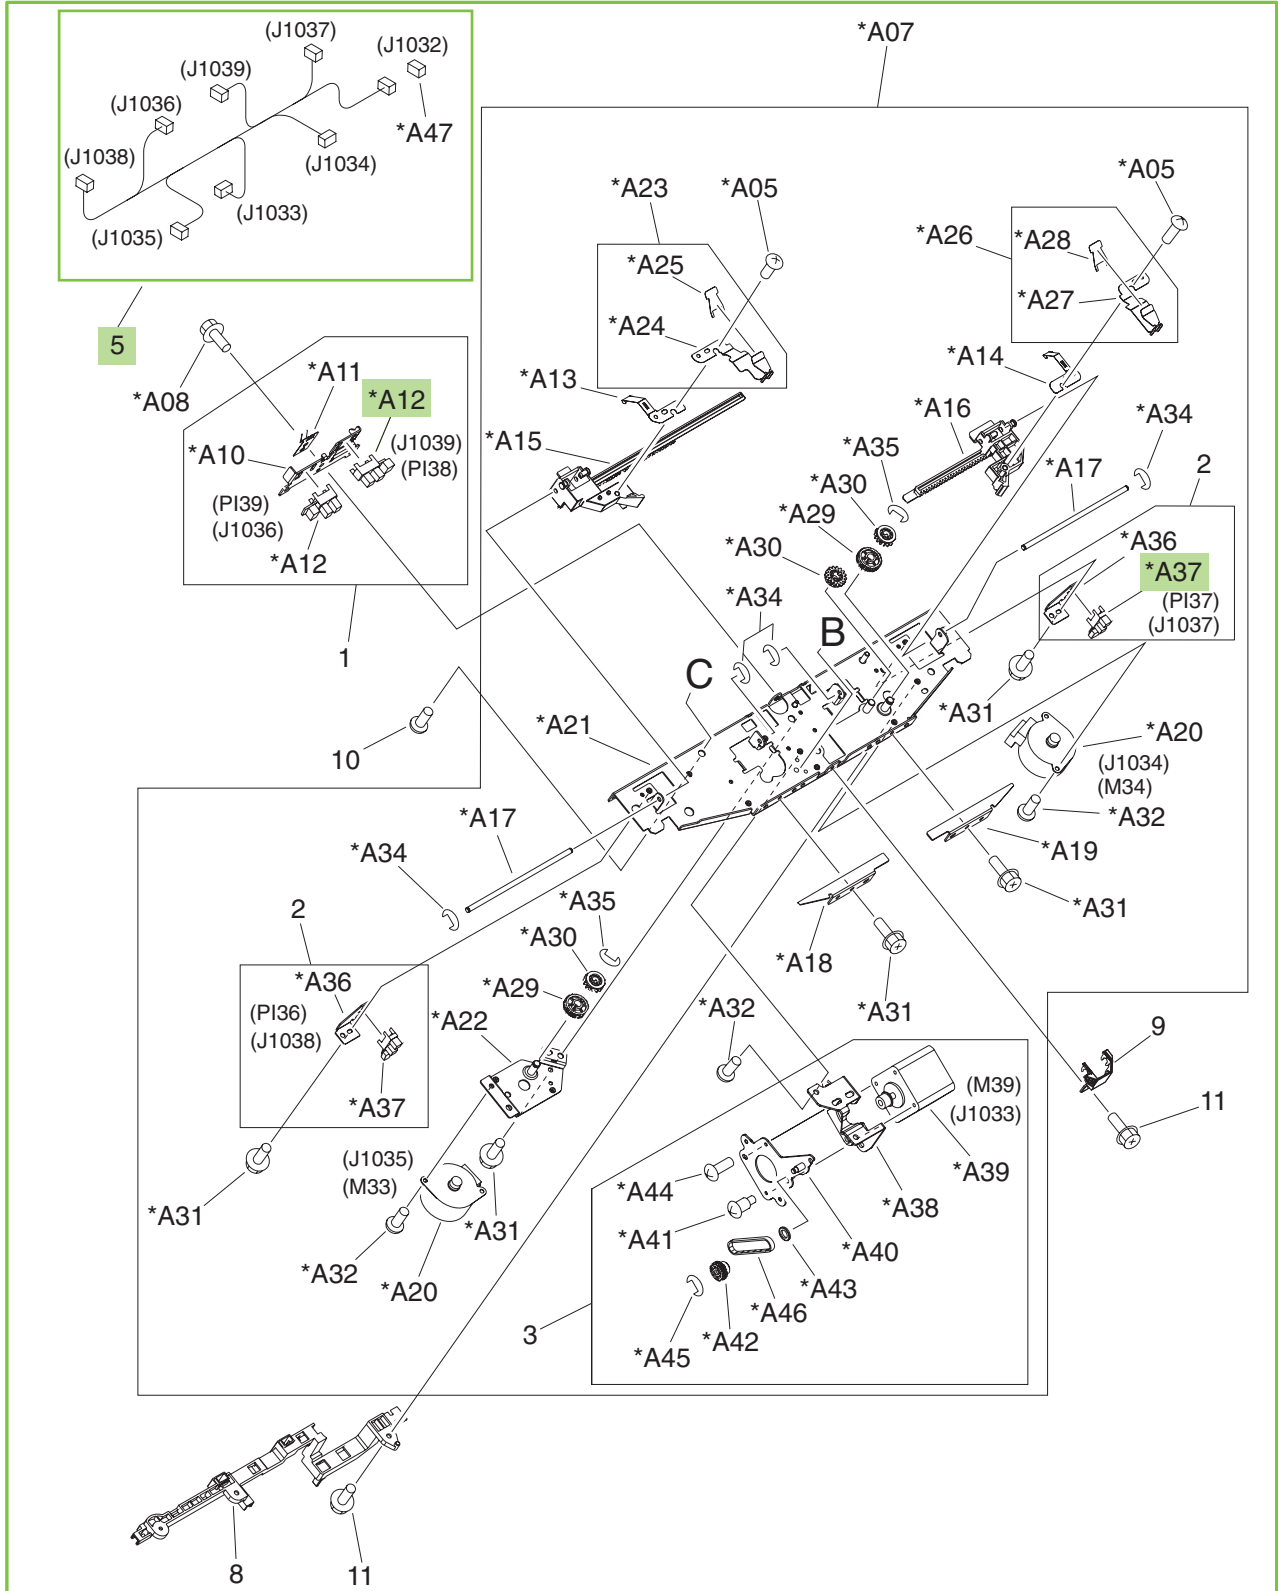 *A07
(J1037)
(J1032)
(J1039)
(J1036)
*A47
(J1038)
(J1034)
(J1033)
(J1035)
5
*A23
*A05
*A05
*A26
*A28
*A25
*A27
*A24
*A08
*A11
*A12
*A13
*A14
*A16
*A34
*A10
(J1039)
(PI38)
*A15
*A35
*A17
2
(PI39)
(J1036)
*A30
*A29
*A12
*A30
*A36
*A37
(PI37)
(J1037)
*A34
B
1
C
*A31
10
*A21
*A20
(J1034)
(M34)
*A32
*A17
*A19
*A34
*A31
2
*A35
*A30
*A18
*A36
*A29
(PI36)
(J1038)
*A22
*A32
*A31
9
*A37
(M39)
(J1033)
11
(J1035)
(M33)
*A44
*A39
*A31
*A31
*A38
*A41
*A40
*A32
*A43
*A20
*A46
3
*A42
*A45
8
11